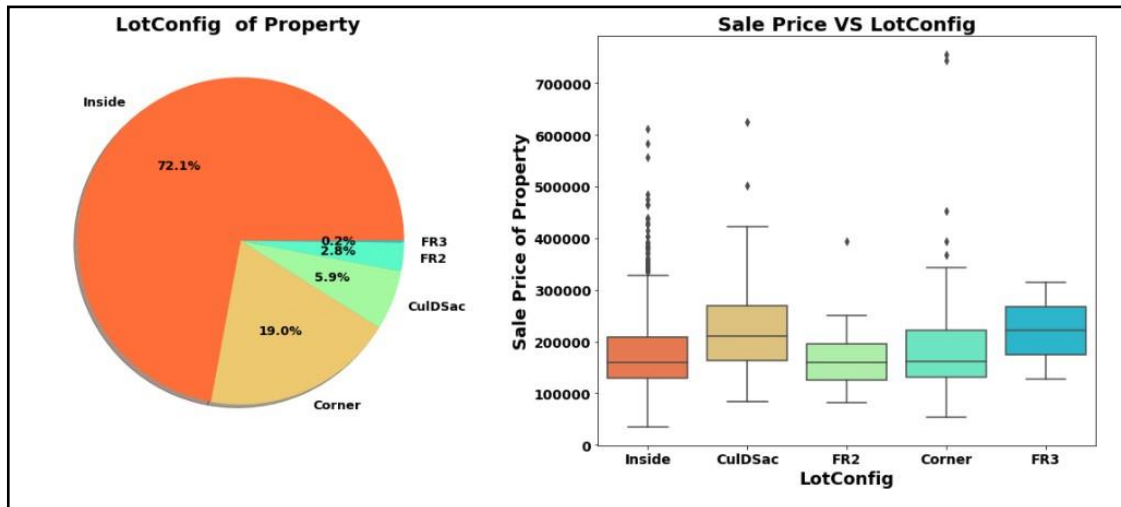 LotConfig  of Property
Inside
72.1%
0.2%
FR3
2.8%
FR2
5.9%
CulDSac
19.0%
Corner
Sale Price VS LotConfig
Sale Price of Property
700000
600000
500000
400000
300000
200000
100000
0
Inside CulDSac FR2 Corner FR3
LotConfig